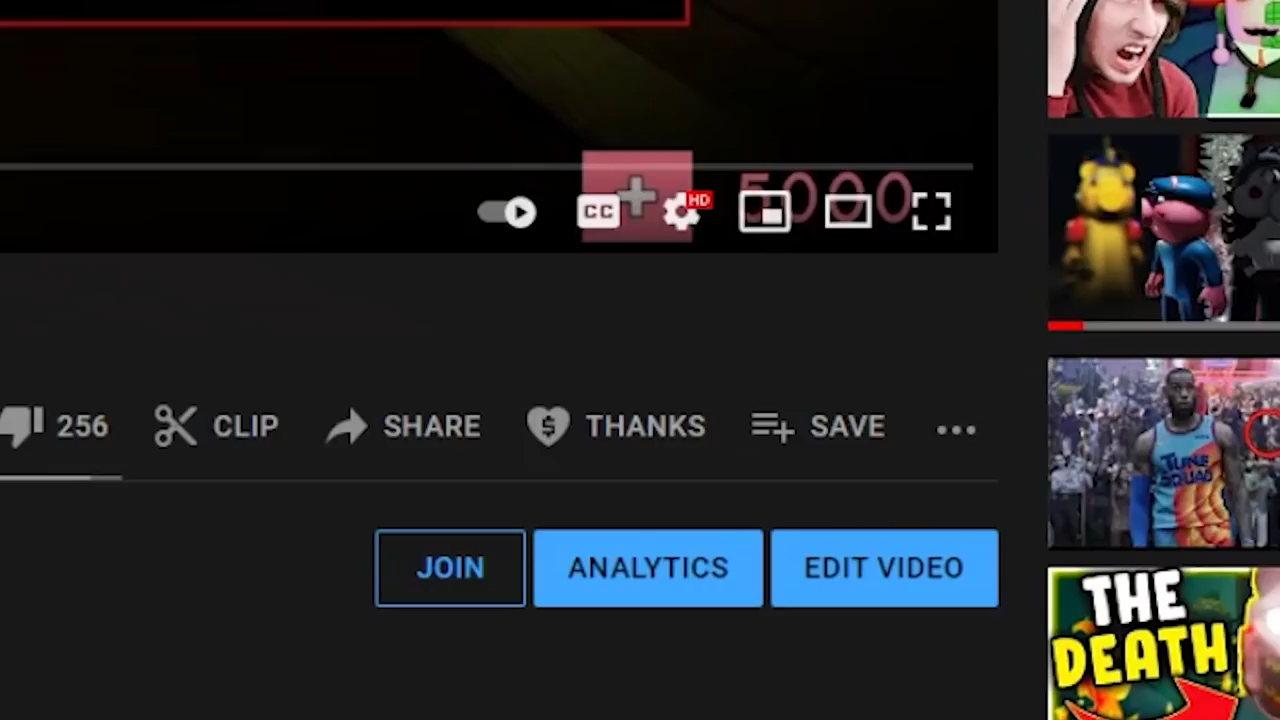 5000
CC
HD
256
CLIP
SHARE
THANKS
SAVE
TUNE
SQUAD
JOIN
ANALYTICS
EDIT VIDEO
THE
DEATH